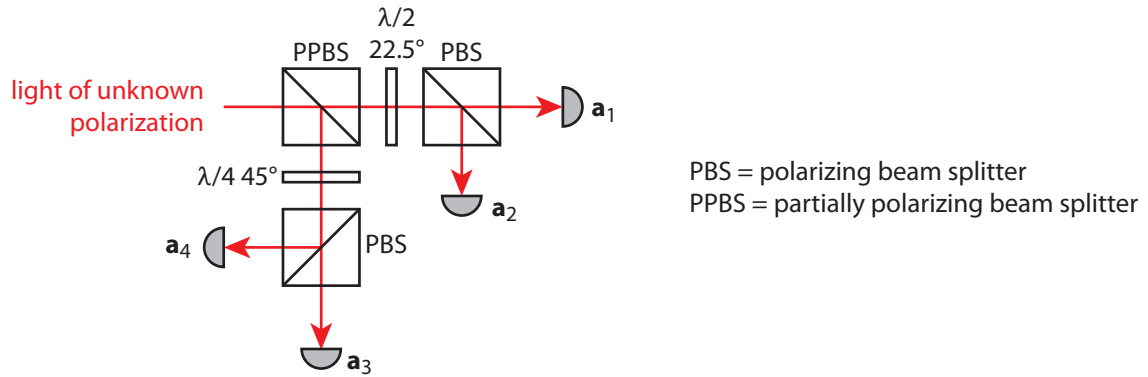 λ/2
PPBS 22.5° PBS
light of unknown
polarization
a1
λ/4 45°
a2
PBS = polarizing beam splitter
PPBS = partially polarizing beam splitter
a4
PBS
a3